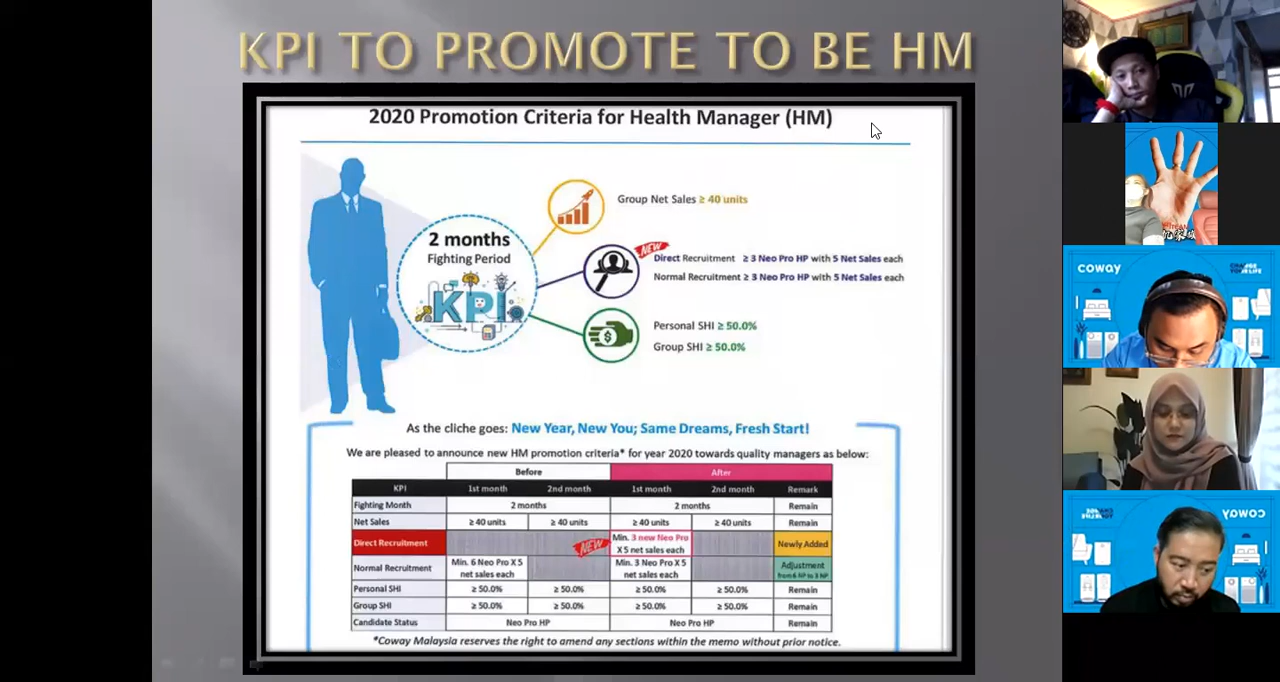 KPI TO PROMOTE TO BE HM
2020 Promotion Criteria for Health Manager (HM)
Group Net Sales ≥ 40 units
2 months
Fighting Period
KPI
NEW
Direct Recruitment ≥ 3 Neo Pro HP with 5 Net Sales each
Normal Recruitment ≥ 3 Neo Pro HP with 5 Net Sales each
Personal SHI ≥ 50.0%
Group SHI ≥ 50.0%
As the cliche goes: New Year, New You; Same Dreams, Fresh Start!
We are pleased to announce new HM promotion criteria* for year 2020 towards quality managers as below:
Before After
KPI 1st month 2nd month 1st month 2nd month Remark
Fighting Month 2 months 2 months Remain
Net Sales ≥ 40 units ≥ 40 units ≥ 40 units ≥ 40 units Remain
Direct Recruitment NEW Min. 3 new Neo Pro X 5 net sales each Newly Added
Normal Recruitment Min. 6 Neo Pro X 5 net sales each Min. 3 Neo Pro X 5 net sales each Adjustment from 6 HP to 3 HP
Personal SHI ≥ 50.0% ≥ 50.0% ≥ 50.0% ≥ 50.0% Remain
Group SHI ≥ 50.0% ≥ 50.0% ≥ 50.0% ≥ 50.0% Remain
Candidate Status Neo Pro HP Neo Pro HP Remain
*Coway Malaysia reserves the right to amend any sections within the memo without prior notice.
coway
CHANGE
YOUR LIFE
CHANGE
YOUR LIFE
coway